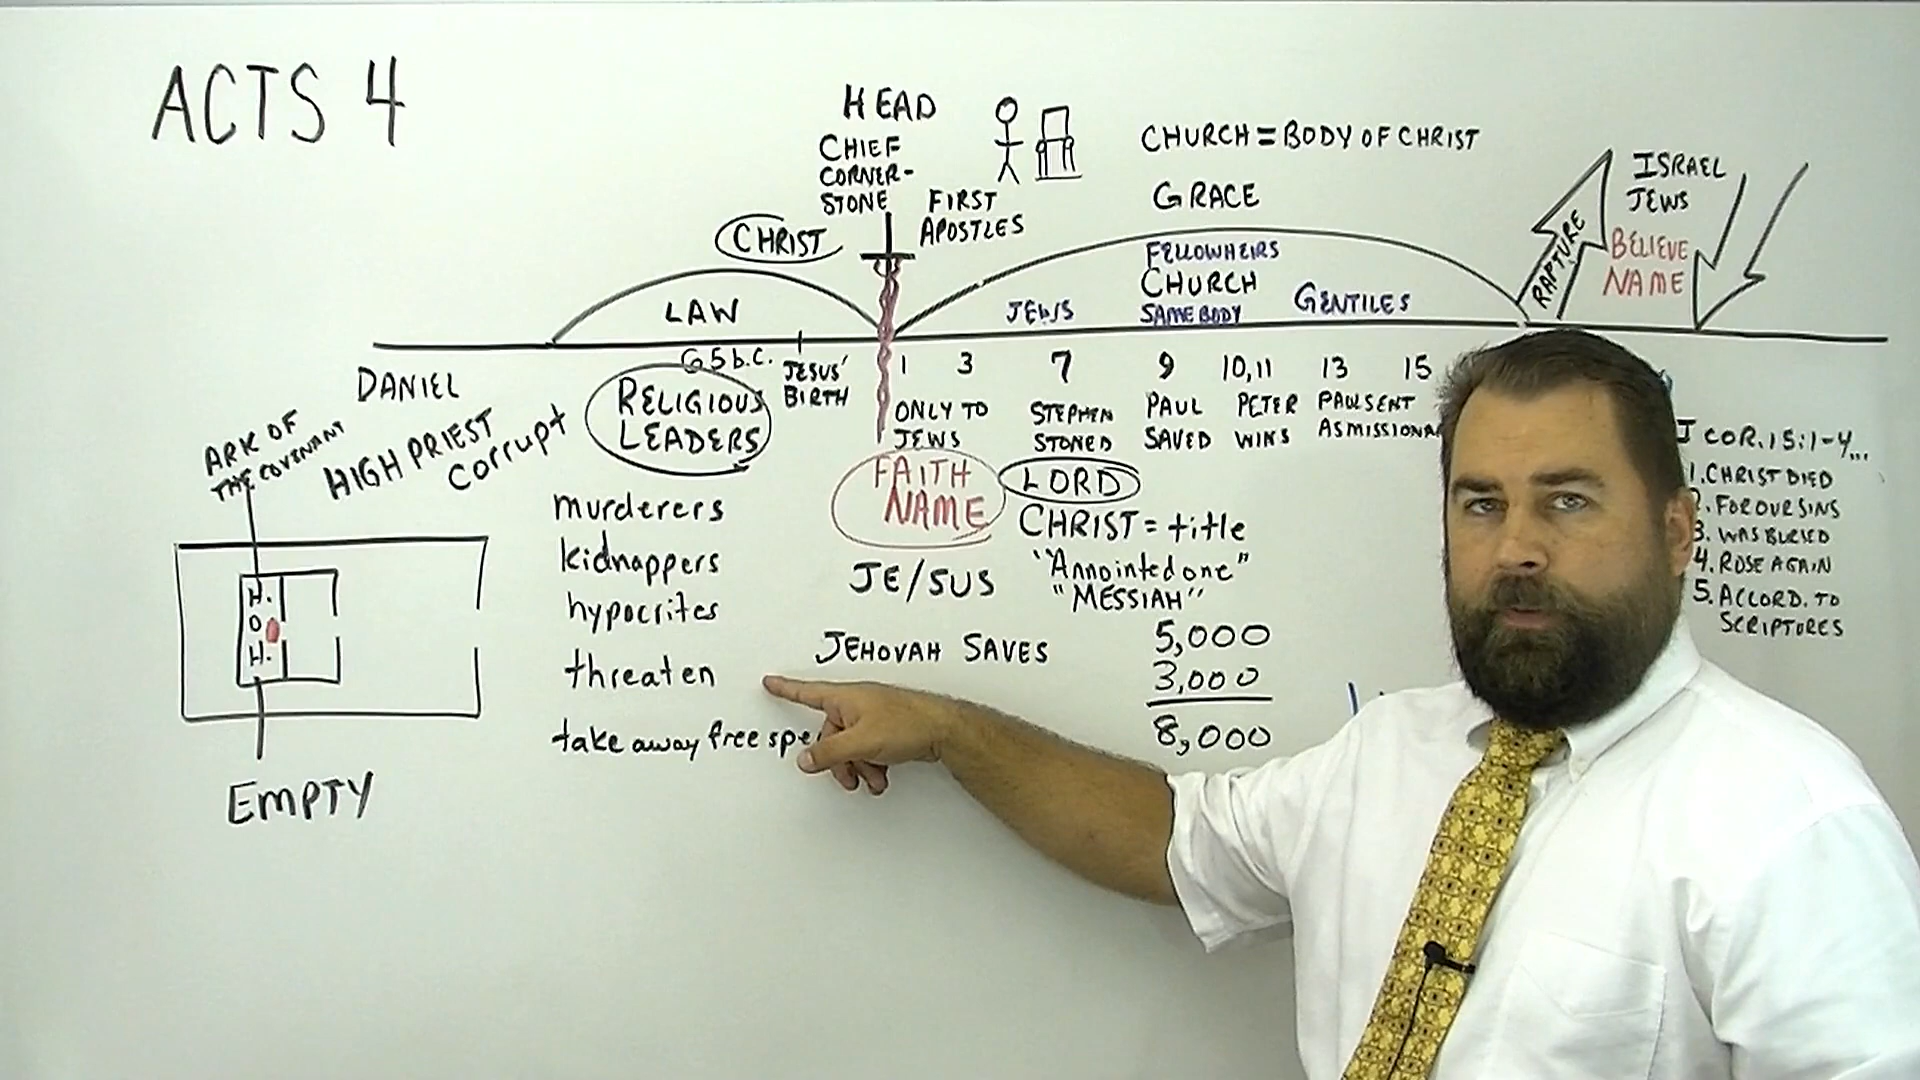 ACTS 4
HEAD
CHIEF
CORNER-
STONE
FIRST
APOSTLES
CHRIST
CHURCH = BODY OF CHRIST
GRACE
FELLOWHEIRS
CHURCH
SAME BODY
JEWS
GENTILES
LAW
RAPTURE
ISRAEL
JEWS
BELIEVE
NAME
65 b.c.
JESUS'
BIRTH
DANIEL
ARK OF
THE COVENANT
HIGH PRIEST
corrupt
RELIGIOUS
LEADERS
1 3 7 9 10,11 13 15
ONLY TO
JEWS
STEPHEN
STONED
PAUL
SAVED
PETER
WINS
PAUL SENT
AS MISSIONA
FAITH
NAME
LORD
CHRIST = title
"Annointed one"
"MESSIAH"
JE/SUS
JEHOVAH SAVES
5,000
3,000
8,000
murderers
kidnappers
hypocrites
threaten
take away free spe
H.
O
H.
EMPTY
I COR. 15:1-4...
1. CHRIST DIED
2. FOR OUR SINS
3. WAS BURIED
4. ROSE AGAIN
5. ACCORD. TO
SCRIPTURES